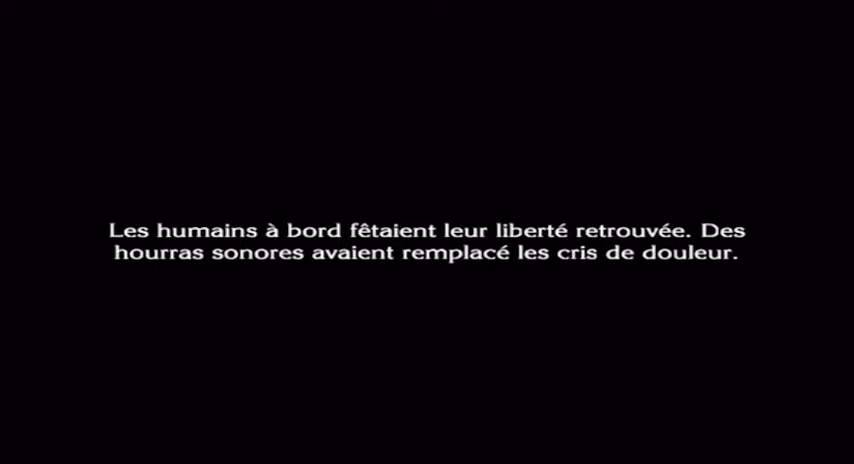 Les humains à bord fêtaient leur liberté retrouvée. Des
hourras sonores avaient remplacé les cris de douleur.